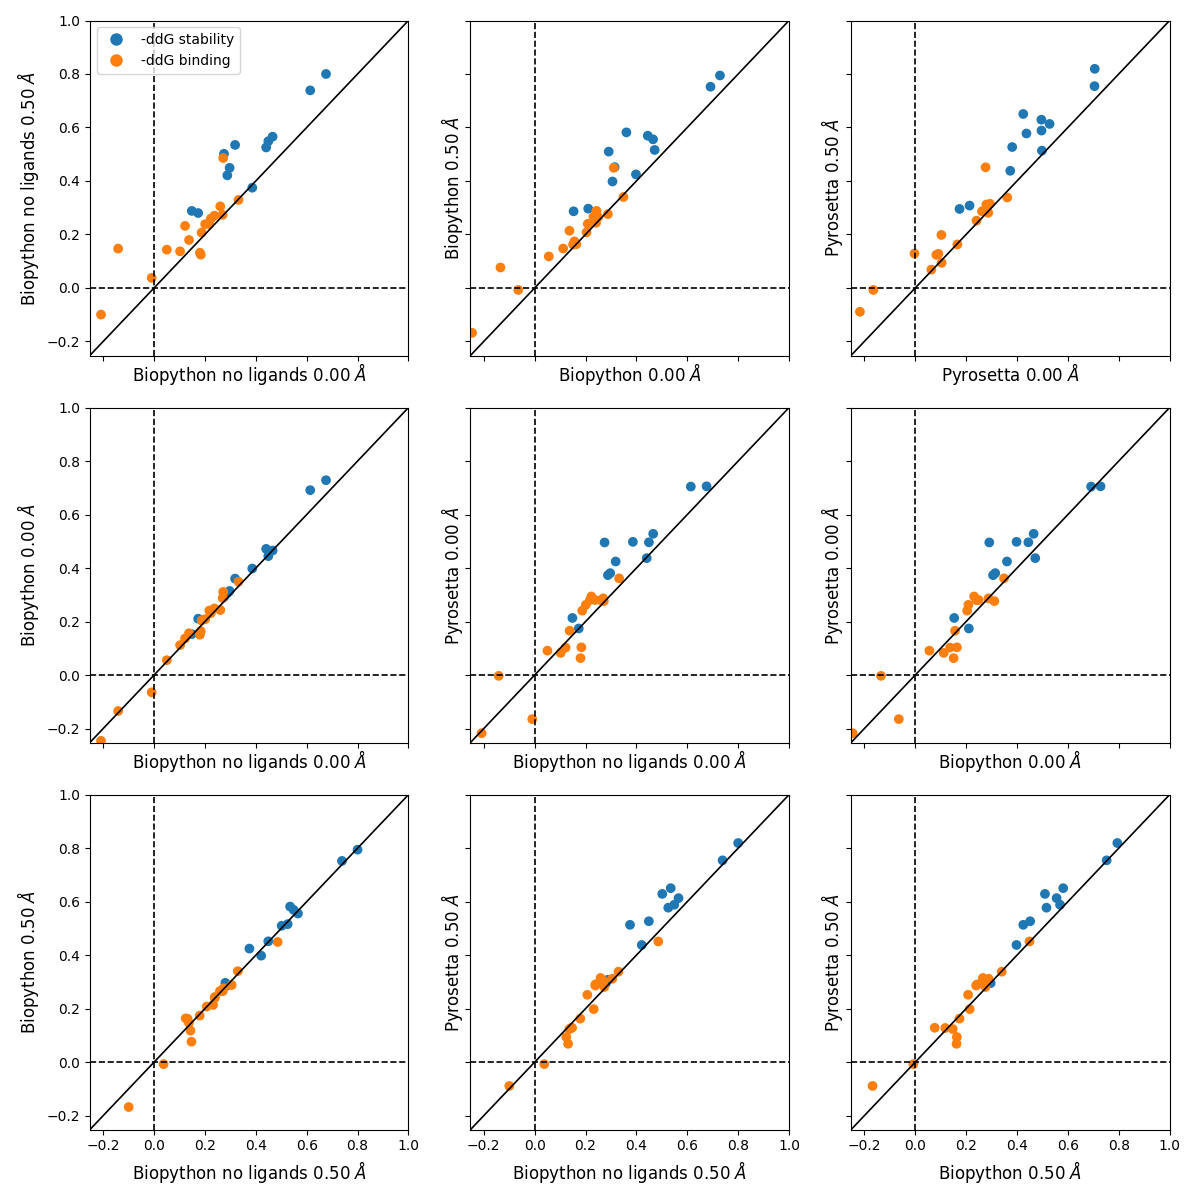 1.0
0.8
0.6
0.4
0.2
0.0
−0.2
-ddG stability
-ddG binding
Biopython no ligands 0.50 Å
Biopython no ligands 0.00 Å
Biopython 0.50 Å
Biopython 0.00 Å
Pyrosetta 0.50 Å
Pyrosetta 0.00 Å
1.0
0.8
0.6
0.4
0.2
0.0
−0.2
Biopython 0.00 Å
Biopython no ligands 0.00 Å
Pyrosetta 0.00 Å
Biopython no ligands 0.00 Å
Pyrosetta 0.00 Å
Biopython 0.00 Å
1.0
0.8
0.6
0.4
0.2
0.0
−0.2
Biopython 0.50 Å
−0.2 0.0 0.2 0.4 0.6 0.8 1.0
Biopython no ligands 0.50 Å
Pyrosetta 0.50 Å
−0.2 0.0 0.2 0.4 0.6 0.8 1.0
Biopython no ligands 0.50 Å
Pyrosetta 0.50 Å
−0.2 0.0 0.2 0.4 0.6 0.8 1.0
Biopython 0.50 Å